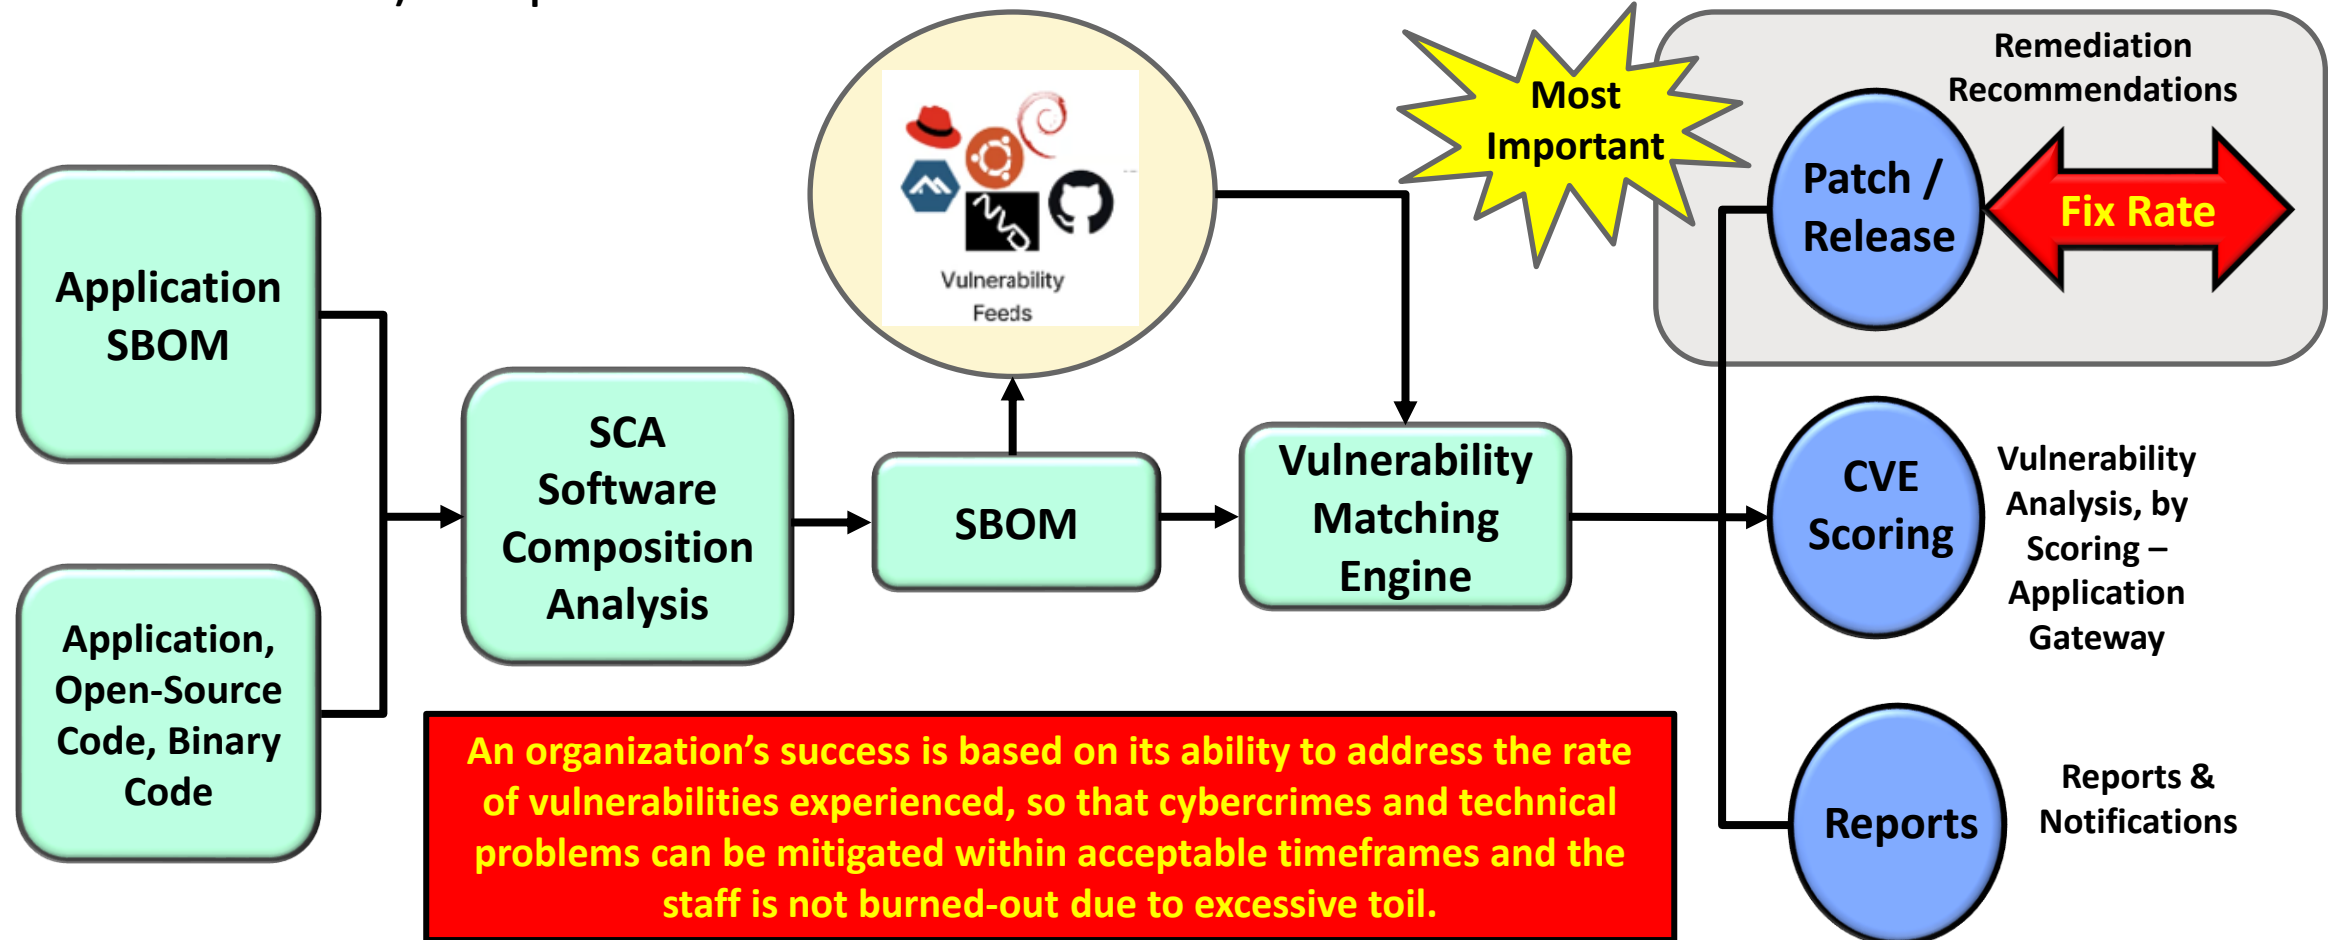 Most
Important
Remediation
Recommendations
Patch /
Release
Fix Rate
NVD
Vulnerability
Feeds
Application
SBOM
SCA
Software
Composition
Analysis
SBOM
Vulnerability
Matching
Engine
CVE
Scoring
Vulnerability
Analysis, by
Scoring –
Application
Gateway
Application,
Open-Source
Code, Binary
Code
An organization’s success is based on its ability to address the rate
of vulnerabilities experienced, so that cybercrimes and technical
problems can be mitigated within acceptable timeframes and the
staff is not burned-out due to excessive toil.
Reports
Reports &
Notifications